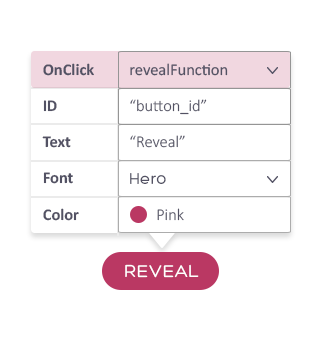 OnClick revealFunction
ID “button_id”
Text “Reveal”
Font Hero
Color Pink
REVEAL